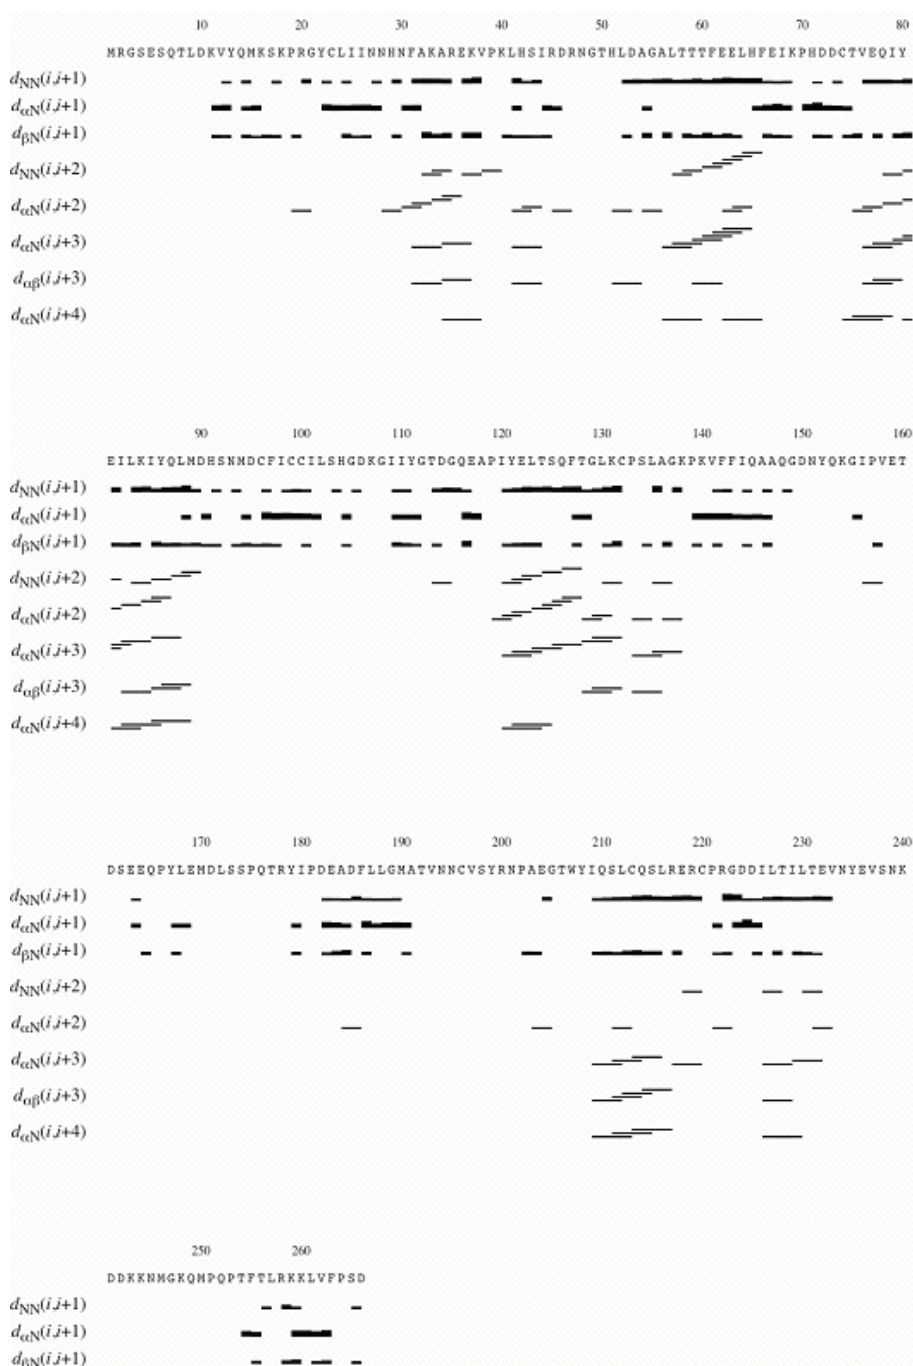 10 20 30 40 50 60 70 80
MRGSESQTLDKVYQMKSKPRGYCLIINNHNFAKAREKVPKLHSIRDRNGTHLDAGALTTTFEELHFEIKPHDDCTVEQIY
dNN(i,i+1)
dαN(i,i+1)
dβN(i,i+1)
dNN(i,i+2)
dαN(i,i+2)
dαN(i,i+3)
dαβ(i,i+3)
dαN(i,i+4)
90 100 110 120 130 140 150 160
EILKIYQLMDHSNMDCFICCILSHGDKGIIYGTDGQEAPIYELTSQFTGLKCPSLAGKPKVFFIQAAQGDNYQKGIPVET
dNN(i,i+1)
dαN(i,i+1)
dβN(i,i+1)
dNN(i,i+2)
dαN(i,i+2)
dαN(i,i+3)
dαβ(i,i+3)
dαN(i,i+4)
170 180 190 200 210 220 230 240
DSEEQPYLEMDLSSPQTRYIPDEADFLLGMATVNNCVSYRNPAEGTWYIQSLCQSLRERCPRGDDILTILTEVNYEVSNK
dNN(i,i+1)
dαN(i,i+1)
dβN(i,i+1)
dNN(i,i+2)
dαN(i,i+2)
dαN(i,i+3)
dαβ(i,i+3)
dαN(i,i+4)
250 260
DDKKNMGKQMPQPTFTLRKKLVFPSD
dNN(i,i+1)
dαN(i,i+1)
dβN(i,i+1)